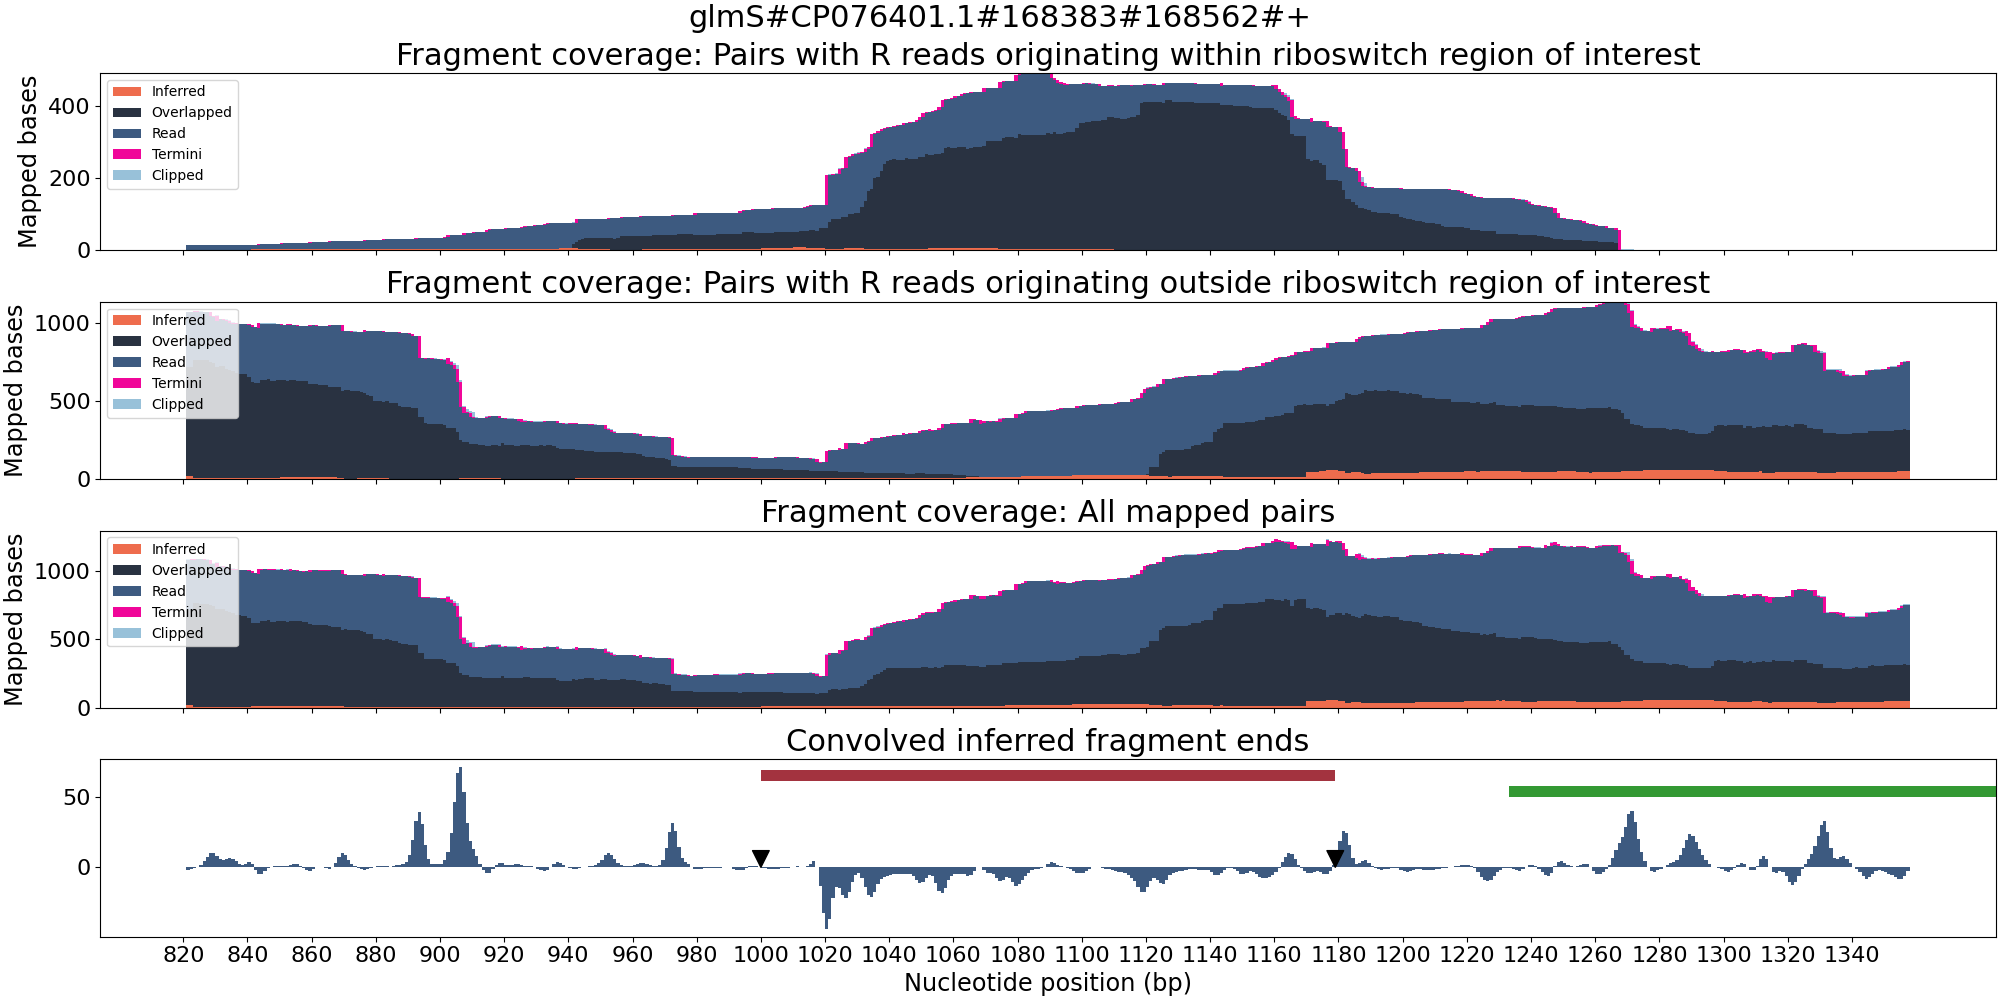 glmS#CP076401.1#168383#168562#+
Fragment coverage: Pairs with R reads originating within riboswitch region of interest
Mapped bases
400
200
0
Inferred
Overlapped
Read
Termini
Clipped
Fragment coverage: Pairs with R reads originating outside riboswitch region of interest
Mapped bases
1000
500
0
Inferred
Overlapped
Read
Termini
Clipped
Fragment coverage: All mapped pairs
Mapped bases
1000
500
0
Inferred
Overlapped
Read
Termini
Clipped
Convolved inferred fragment ends
50
0
820 840 860 880 900 920 940 960 980 1000 1020 1040 1060 1080 1100 1120 1140 1160 1180 1200 1220 1240 1260 1280 1300 1320 1340
Nucleotide position (bp)